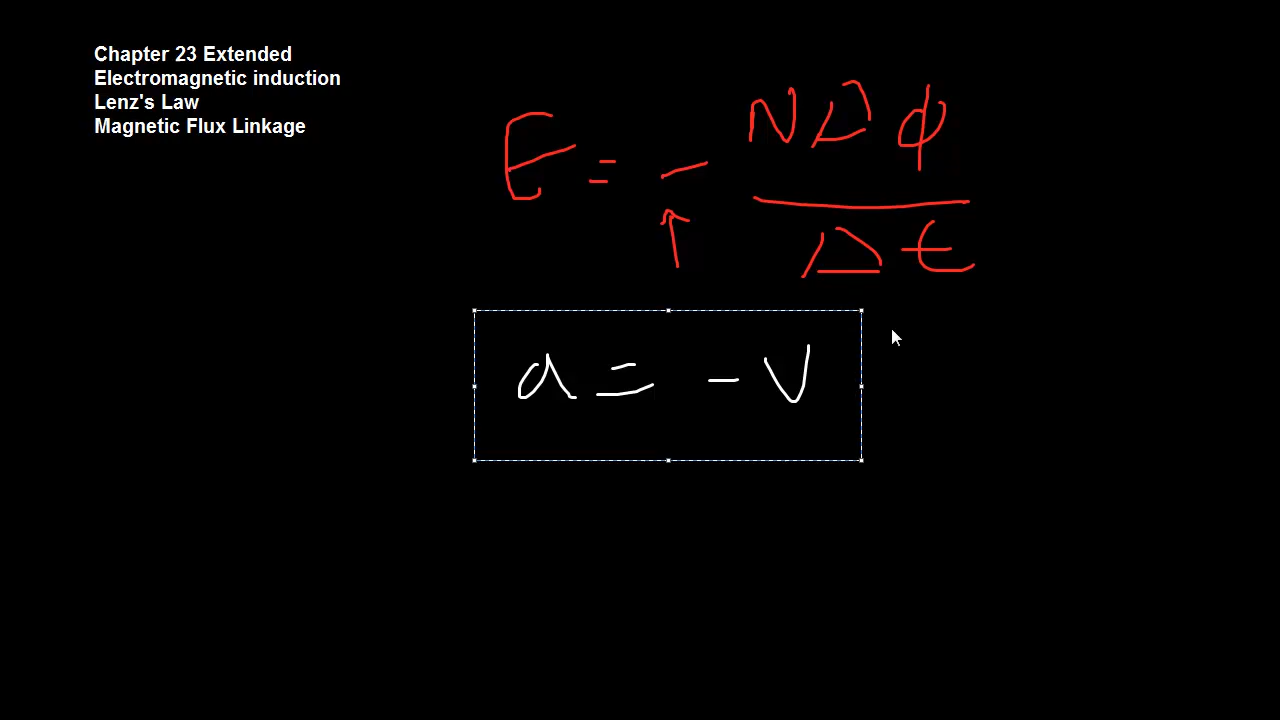 Chapter 23 Extended
Electromagnetic induction
Lenz's Law
Magnetic Flux Linkage
E = - NΔϕ / Δt
↑
a = - v